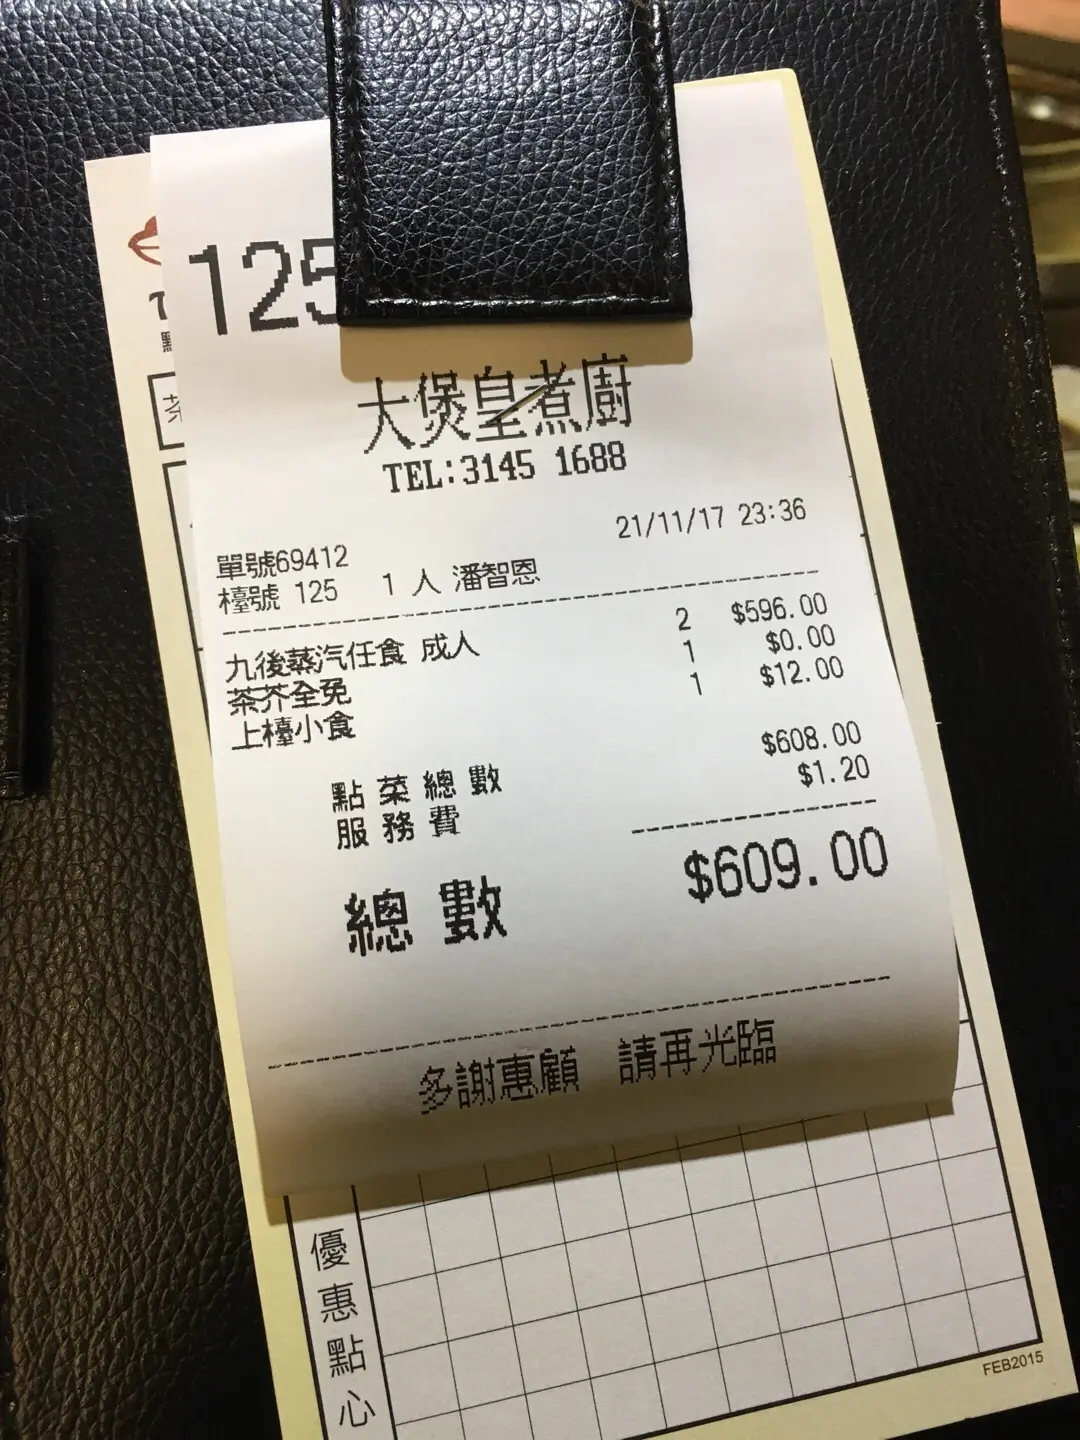 125
大煲皇煮廚
TEL:3145 1688
21/11/17 23:36
單號69412
檯號 125 1 人 潘智恩
九後蒸汽任食 成人 2 $596.00
茶芥全免 1 $0.00
上檯小食 1 $12.00
點菜總數 $608.00
服務費 $1.20
總數 $609.00
多謝惠顧 請再光臨
優惠點心
FEB2015